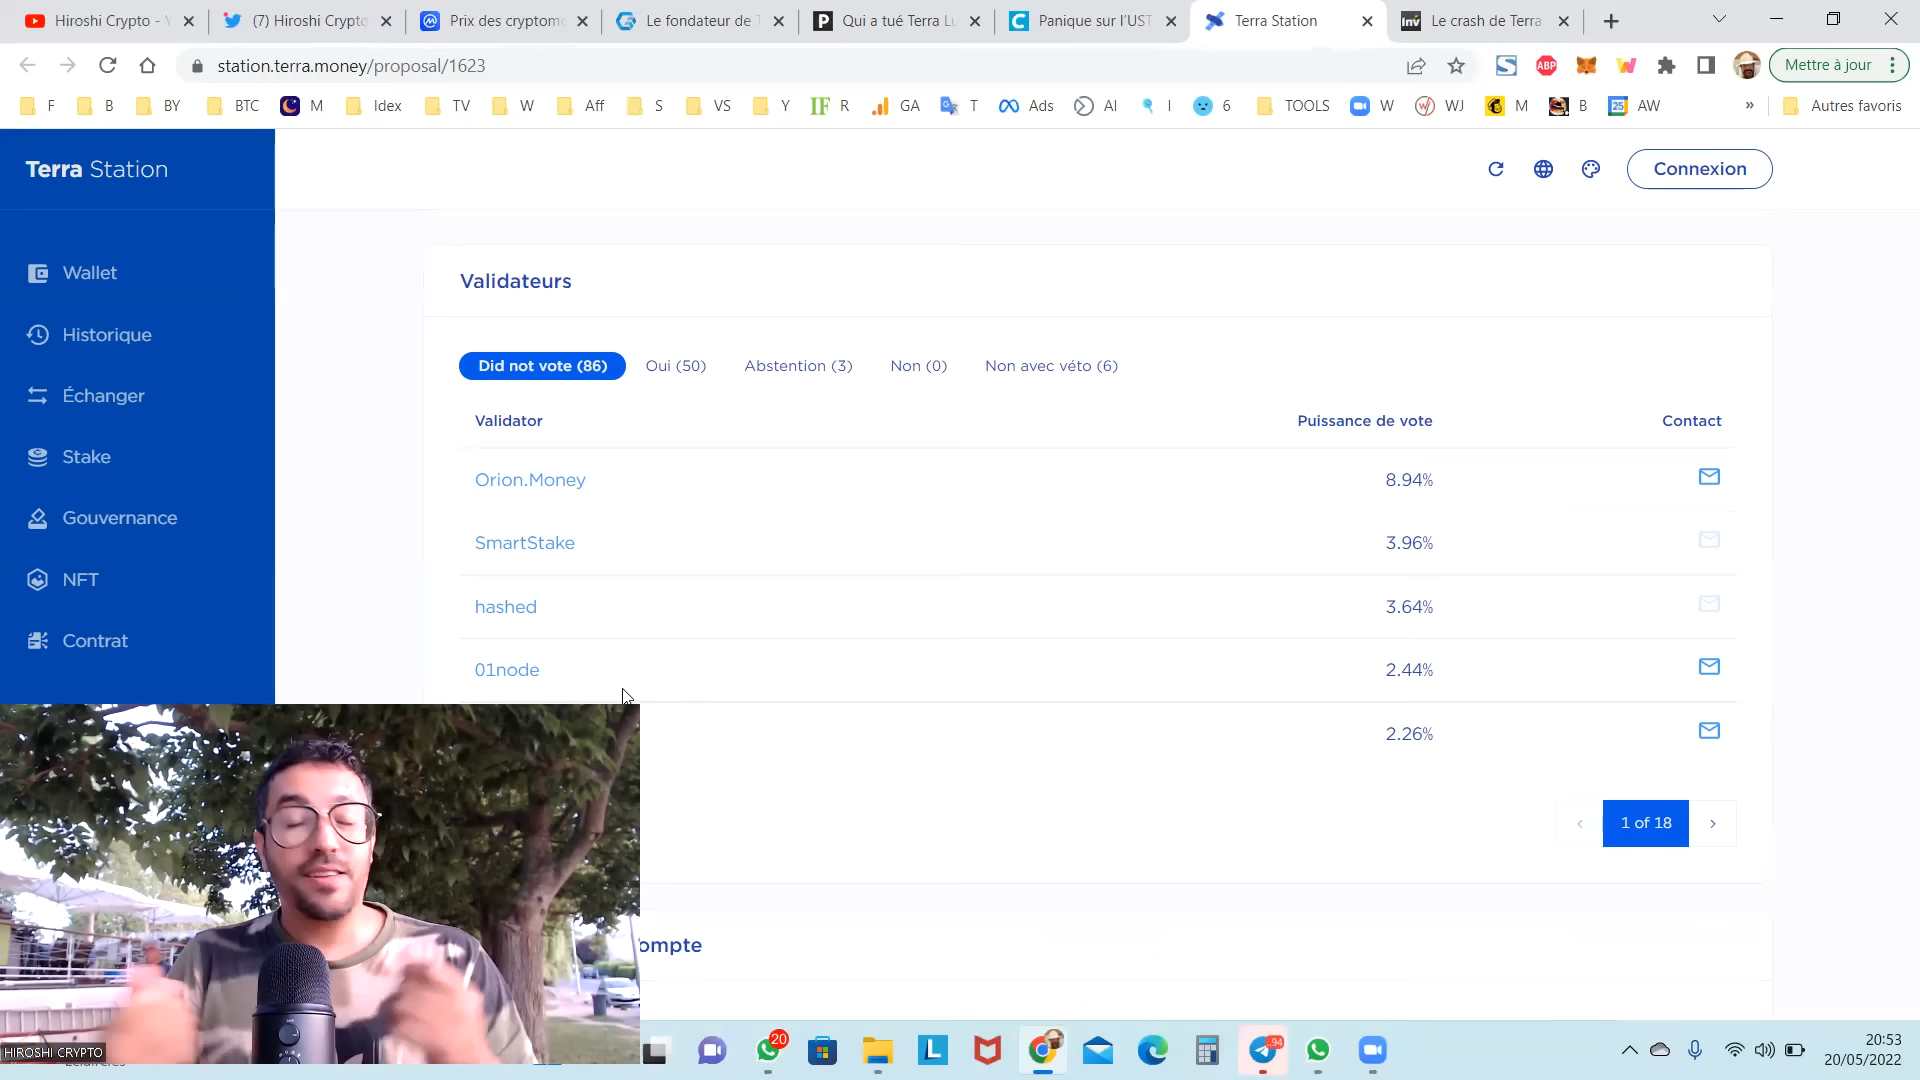 Hiroshi Crypto - Y
(7) Hiroshi Crypto
Prix des cryptomo
Le fondateur de T
Qui a tué Terra Lu
Panique sur l'UST
Terra Station
Le crash de Terra
station.terra.money/proposal/1623
Mettre à jour
F B BY BTC M Idex TV W Aff S VS Y R GA T Ads AI I 6 TOOLS W WJ M B AW » Autres favoris
Terra Station
Connexion
Wallet
Historique
Échanger
Stake
Gouvernance
NFT
Contrat
Validateurs
Did not vote (86) Oui (50) Abstention (3) Non (0) Non avec véto (6)
Validator Puissance de vote Contact
Orion.Money 8.94%
SmartStake 3.96%
hashed 3.64%
01node 2.44%
2.26%
1 of 18
ompte
HIROSHI CRYPTO
20
94
20:53
20/05/2022